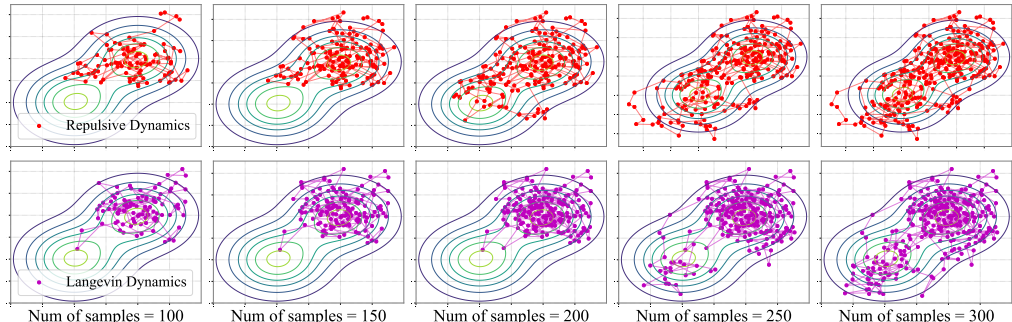 Repulsive Dynamics
Langevin Dynamics
Num of samples = 100
Num of samples = 150
Num of samples = 200
Num of samples = 250
Num of samples = 300